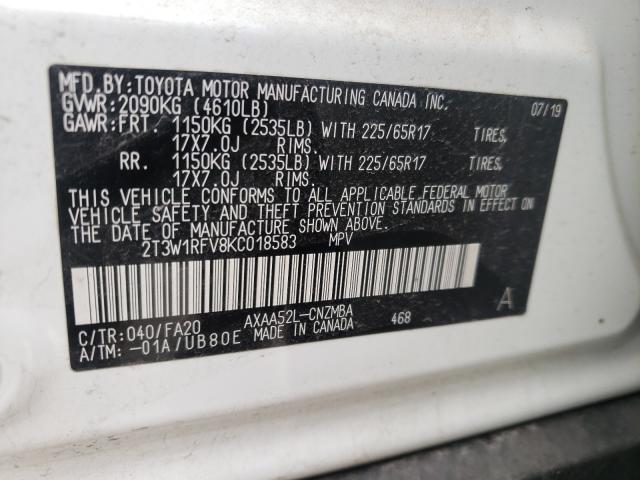 MFD.BY:TOYOTA MOTOR MANUFACTURING CANADA INC. 07/19
GVWR:2090KG (4610LB)
GAWR:FRT. 1150KG (2535LB) WITH 225/65R17 TIRES,
17X7.0J RIMS.
RR. 1150KG (2535LB) WITH 225/65R17 TIRES,
17X7.0J RIMS.
THIS VEHICLE CONFORMS TO ALL APPLICABLE FEDERAL MOTOR
VEHICLE SAFETY AND THEFT PREVENTION STANDARDS IN EFFECT ON
THE DATE OF MANUFACTURE SHOWN ABOVE.
2T3W1RFV8KC018583 MPV
C/TR:040/FA20 AXAA52L-CNZMBA 468 A
A/TM:-01A/UB80E MADE IN CANADA